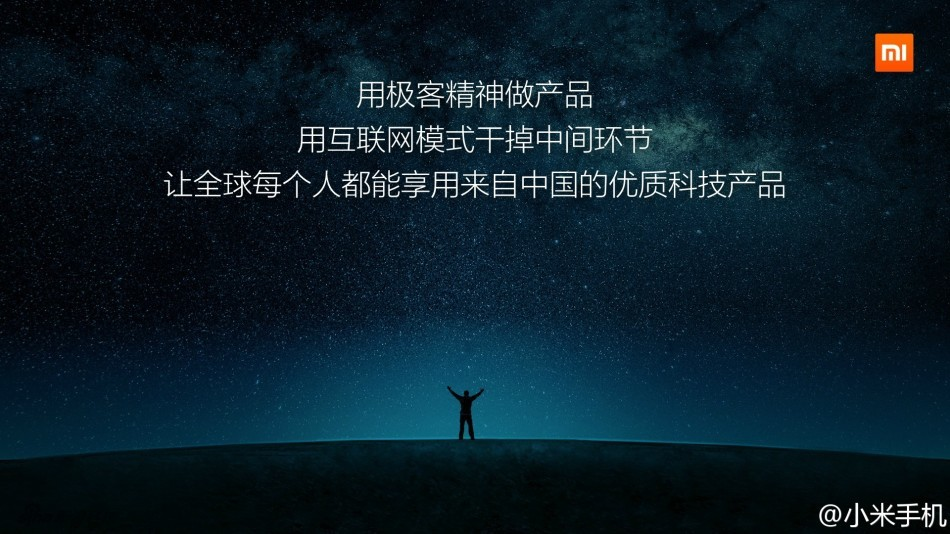 mi
用极客精神做产品
用互联网模式干掉中间环节
让全球每个人都能享用来自中国的优质科技产品
@小米手机